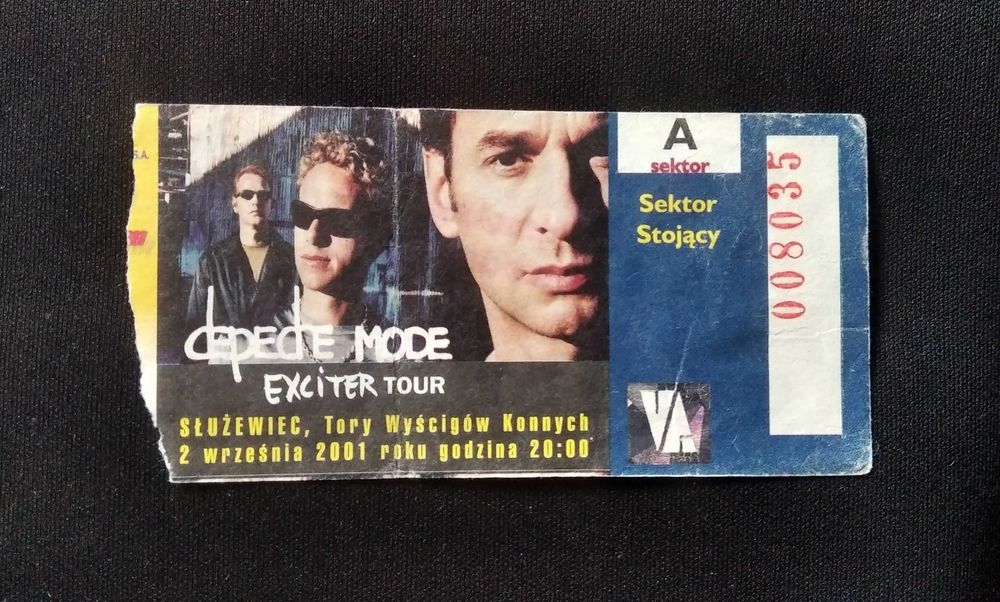 S.A.
depeche MODE
EXCITER TOUR
SŁUŻEWIEC, Tory Wyścigów Konnych
2 września 2001 roku godzina 20:00
A
sektor
Sektor
Stojący
008035
VA